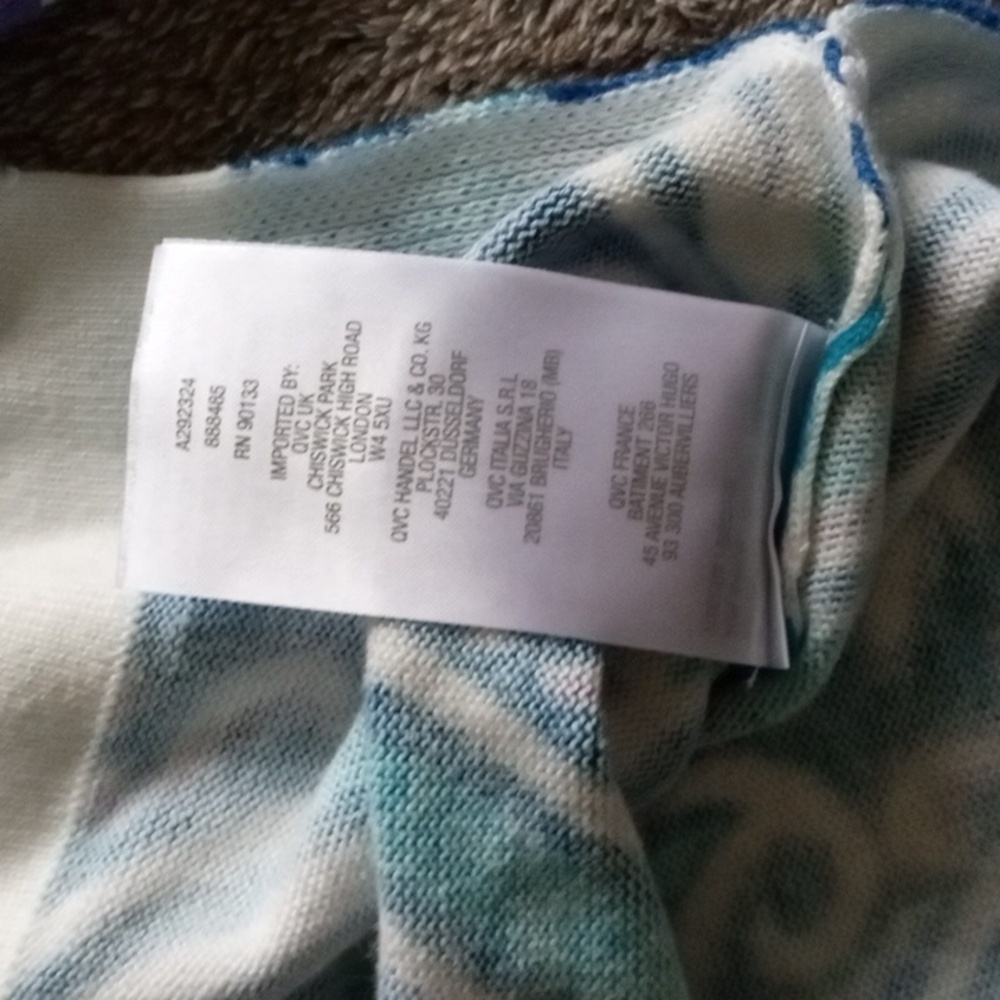 A292324
688485
RN 90133
IMPORTED BY:
QVC UK
CHISWICK PARK
566 CHISWICK HIGH ROAD
LONDON
W4 5XU
QVC HANDEL LLC & CO. KG
PLOCKSTR. 30
40221 DUSSELDORF
GERMANY
QVC ITALIA S.R.L
VIA GUZZINA 18
20861 BRUGHERIO (MB)
ITALY
QVC FRANCE
BATIMENT 26B
45 AVENUE VICTOR HUGO
93 300 AUBERVILLIERS